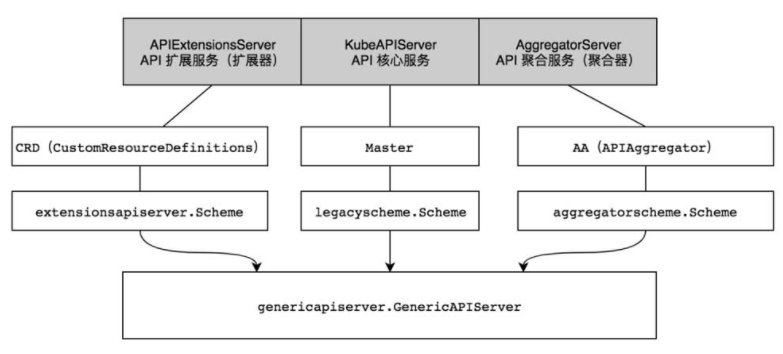 APIExtensionsServer
API 扩展服务（扩展器）
KubeAPIServer
API 核心服务
AggregatorServer
API 聚合服务（聚合器）
CRD（CustomResourceDefinitions）
Master
AA（APIAggregator）
extensionsapiserver.Scheme
legacyscheme.Scheme
aggregatorscheme.Scheme
genericapiserver.GenericAPIServer